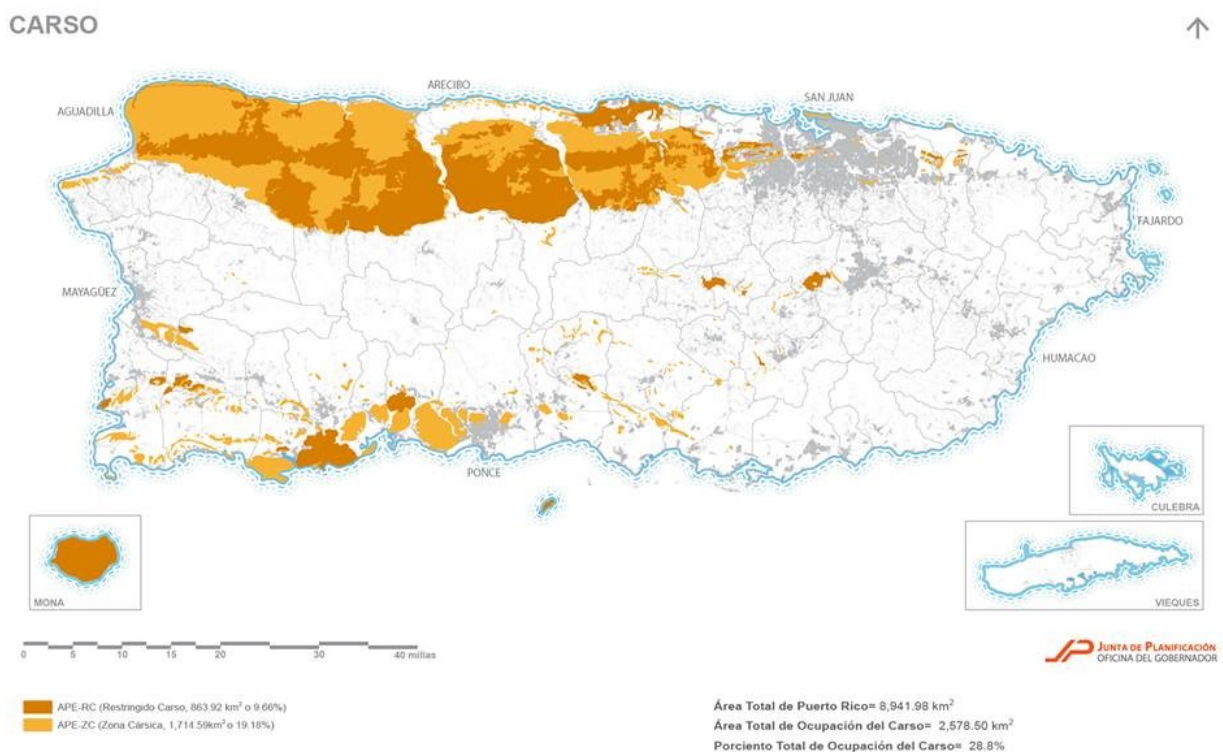 CARSO
ARECIBO
SAN JUAN
AGUADILLA
FAJARDO
MAYAGÜEZ
HUMACAO
PONCE
CULEBRA
MONA
VIEQUES
0 5 10 15 20 30 40 millas
JP JUNTA DE PLANIFICACIÓN
OFICINA DEL GOBERNADOR
APE-RC (Restringido Carso, 863.92 km² o 9.66%)
APE-ZC (Zona Cársica, 1,714.59km² o 19.18%)
Área Total de Puerto Rico= 8,941.98 km²
Área Total de Ocupación del Carso= 2,578.50 km²
Porciento Total de Ocupación del Carso= 28.8%